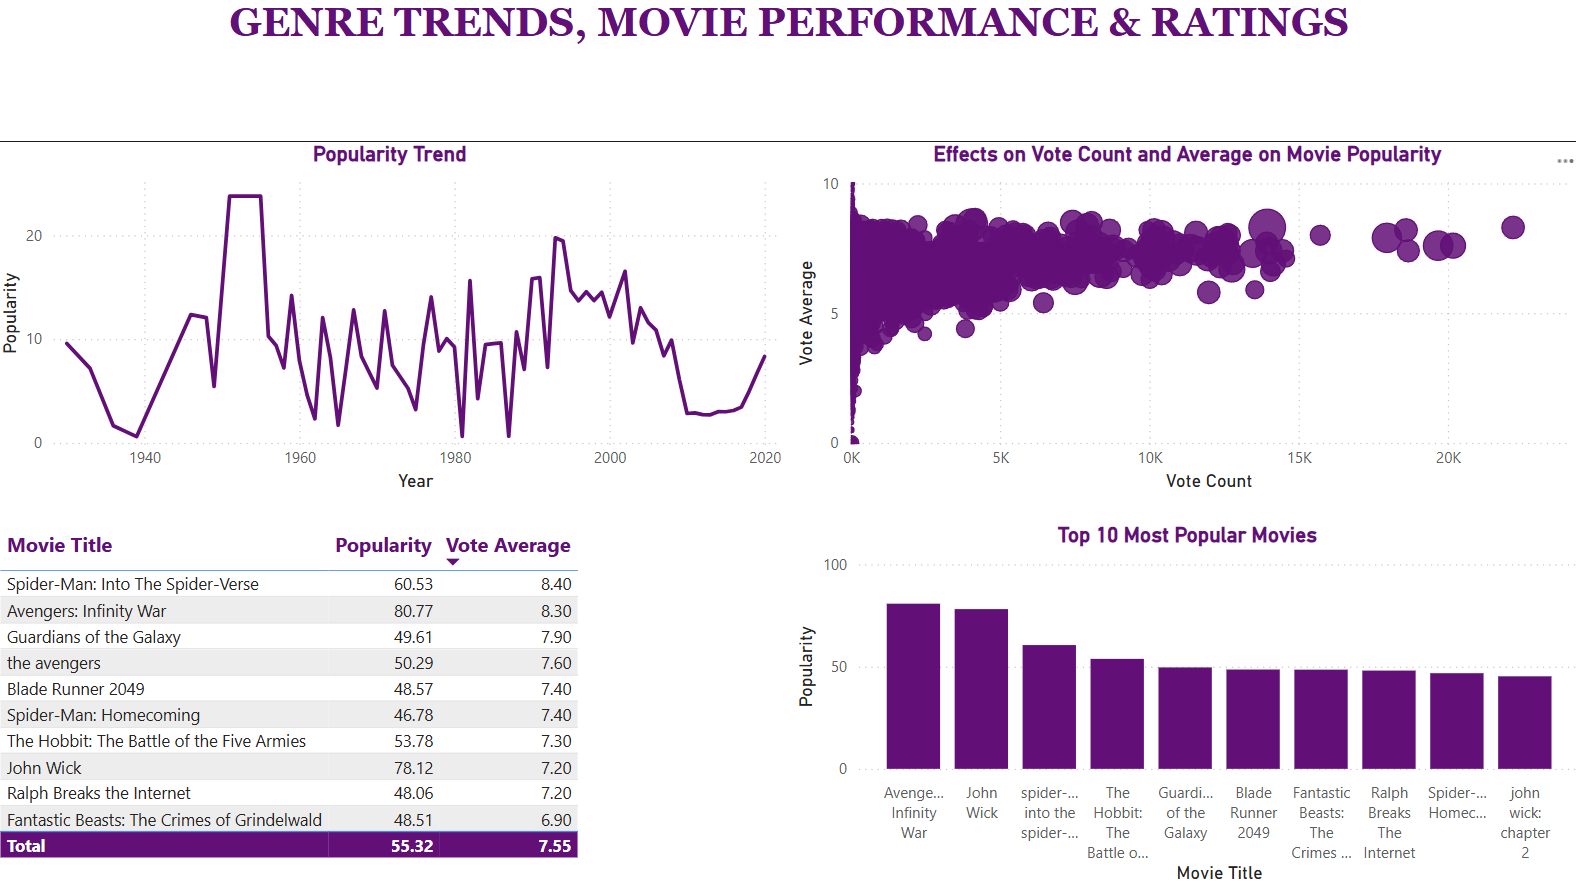 GENRE TRENDS, MOVIE PERFORMANCE & RATINGS
Popularity Trend
20
10
0
Popularity
1940 1960 1980 2000 2020
Year
Effects on Vote Count and Average on Movie Popularity
10
5
0
Vote Average
0K 5K 10K 15K 20K
Vote Count
Movie Title Popularity Vote Average
Spider-Man: Into The Spider-Verse 60.53 8.40
Avengers: Infinity War 80.77 8.30
Guardians of the Galaxy 49.61 7.90
the avengers 50.29 7.60
Blade Runner 2049 48.57 7.40
Spider-Man: Homecoming 46.78 7.40
The Hobbit: The Battle of the Five Armies 53.78 7.30
John Wick 78.12 7.20
Ralph Breaks the Internet 48.06 7.20
Fantastic Beasts: The Crimes of Grindelwald 48.51 6.90
Total 55.32 7.55
Top 10 Most Popular Movies
100
50
0
Popularity
Avenge...
Infinity
War
John
Wick
spider-...
into the
spider-...
The
Hobbit:
The
Battle o...
Guardi...
of the
Galaxy
Blade
Runner
2049
Fantastic
Beasts:
The
Crimes ...
Ralph
Breaks
The
Internet
Spider-...
Homec...
john
wick:
chapter
2
Movie Title